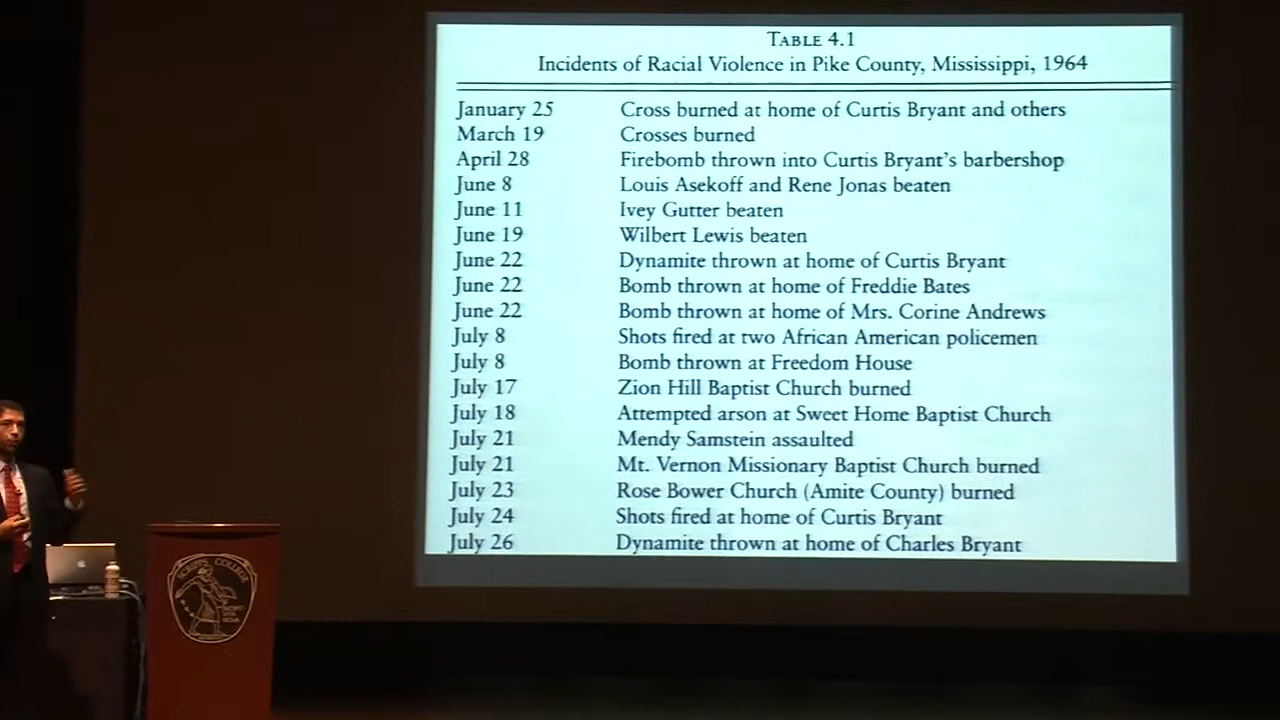 TABLE 4.1
Incidents of Racial Violence in Pike County, Mississippi, 1964
January 25 Cross burned at home of Curtis Bryant and others
March 19 Crosses burned
April 28 Firebomb thrown into Curtis Bryant's barbershop
June 8 Louis Asekoff and Rene Jonas beaten
June 11 Ivey Gutter beaten
June 19 Wilbert Lewis beaten
June 22 Dynamite thrown at home of Curtis Bryant
June 22 Bomb thrown at home of Freddie Bates
June 22 Bomb thrown at home of Mrs. Corine Andrews
July 8 Shots fired at two African American policemen
July 8 Bomb thrown at Freedom House
July 17 Zion Hill Baptist Church burned
July 18 Attempted arson at Sweet Home Baptist Church
July 21 Mendy Samstein assaulted
July 21 Mt. Vernon Missionary Baptist Church burned
July 23 Rose Bower Church (Amite County) burned
July 24 Shots fired at home of Curtis Bryant
July 26 Dynamite thrown at home of Charles Bryant
SCRIPPS COLLEGE